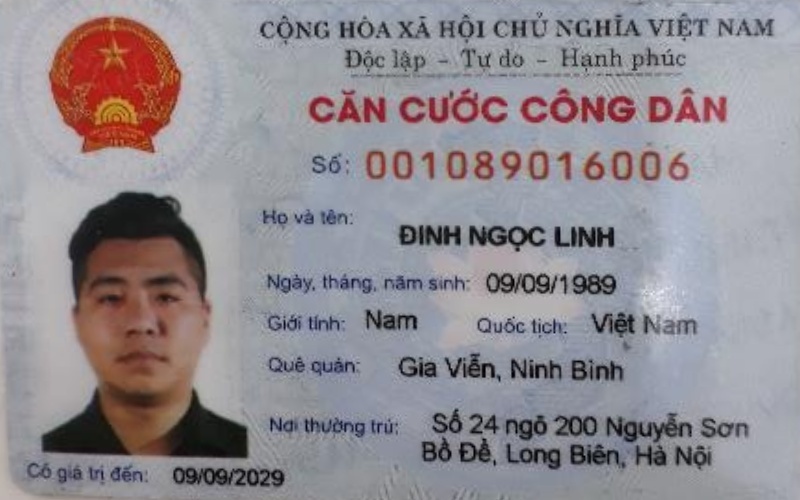 CỘNG HÒA XÃ HỘI CHỦ NGHĨA VIỆT NAM
Độc lập - Tự do - Hạnh phúc
CĂN CƯỚC CÔNG DÂN
Số: 001089016006
Họ và tên: ĐINH NGỌC LINH
Ngày, tháng, năm sinh: 09/09/1989
Giới tính: Nam Quốc tịch: Việt Nam
Quê quán: Gia Viễn, Ninh Bình
Nơi thường trú: Số 24 ngõ 200 Nguyễn Sơn
Bồ Đề, Long Biên, Hà Nội
Có giá trị đến: 09/09/2029